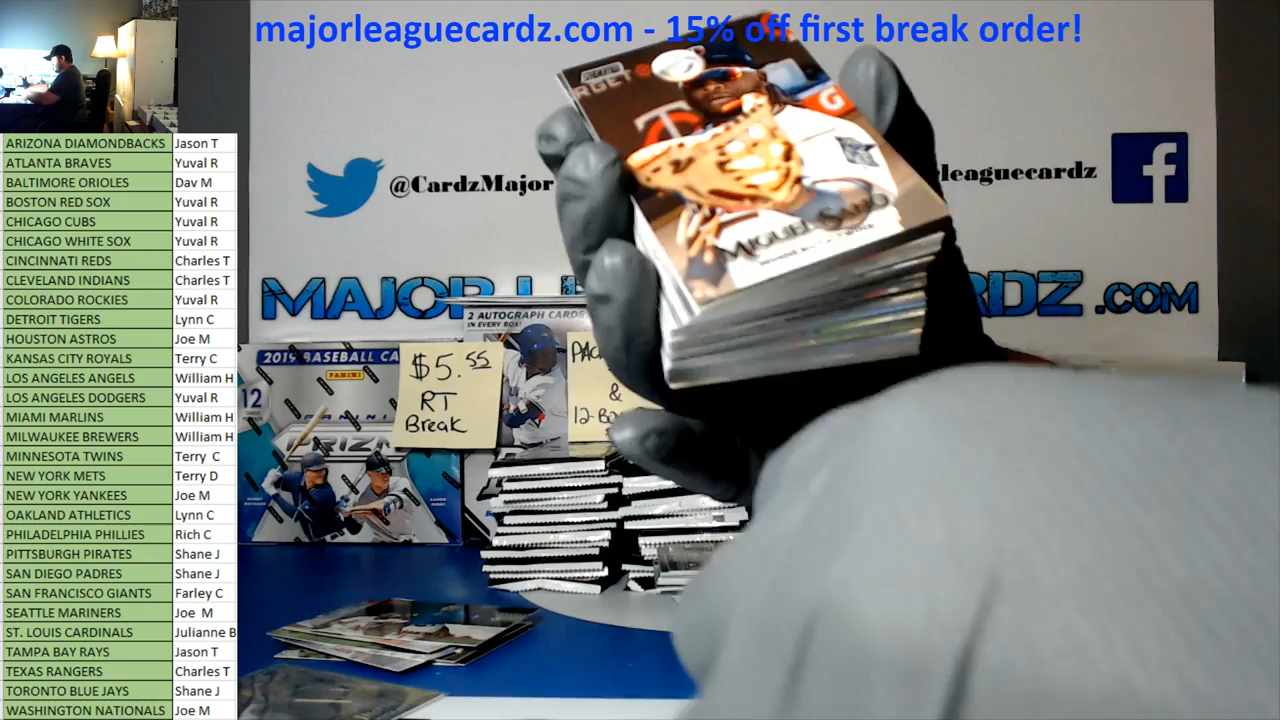 majorleaguecardz.com - 15% off first break order!
ARIZONA DIAMONDBACKS Jason T
ATLANTA BRAVES Yuval R
BALTIMORE ORIOLES Dav M
BOSTON RED SOX Yuval R
CHICAGO CUBS Yuval R
CHICAGO WHITE SOX Yuval R
CINCINNATI REDS Charles T
CLEVELAND INDIANS Charles T
COLORADO ROCKIES Yuval R
DETROIT TIGERS Lynn C
HOUSTON ASTROS Joe M
KANSAS CITY ROYALS Terry C
LOS ANGELES ANGELS William H
LOS ANGELES DODGERS Yuval R
MIAMI MARLINS William H
MILWAUKEE BREWERS William H
MINNESOTA TWINS Terry C
NEW YORK METS Terry D
NEW YORK YANKEES Joe M
OAKLAND ATHLETICS Lynn C
PHILADELPHIA PHILLIES Rich C
PITTSBURGH PIRATES Shane J
SAN DIEGO PADRES Shane J
SAN FRANCISCO GIANTS Farley C
SEATTLE MARINERS Joe M
ST. LOUIS CARDINALS Julianne B
TAMPA BAY RAYS Jason T
TEXAS RANGERS Charles T
TORONTO BLUE JAYS Shane J
WASHINGTON NATIONALS Joe M
RGET
G
MIGUEL SANO
@CardzMajor
leaguecardz
f
MAJOR L RDZ .COM
2 AUTOGRAPH CARDS
IN EVERY BOX!
2019 BASEBALL CA
PANINI
12
PANINI
PRIZM
$5.55
RT
Break
PAC
&
12-Bo